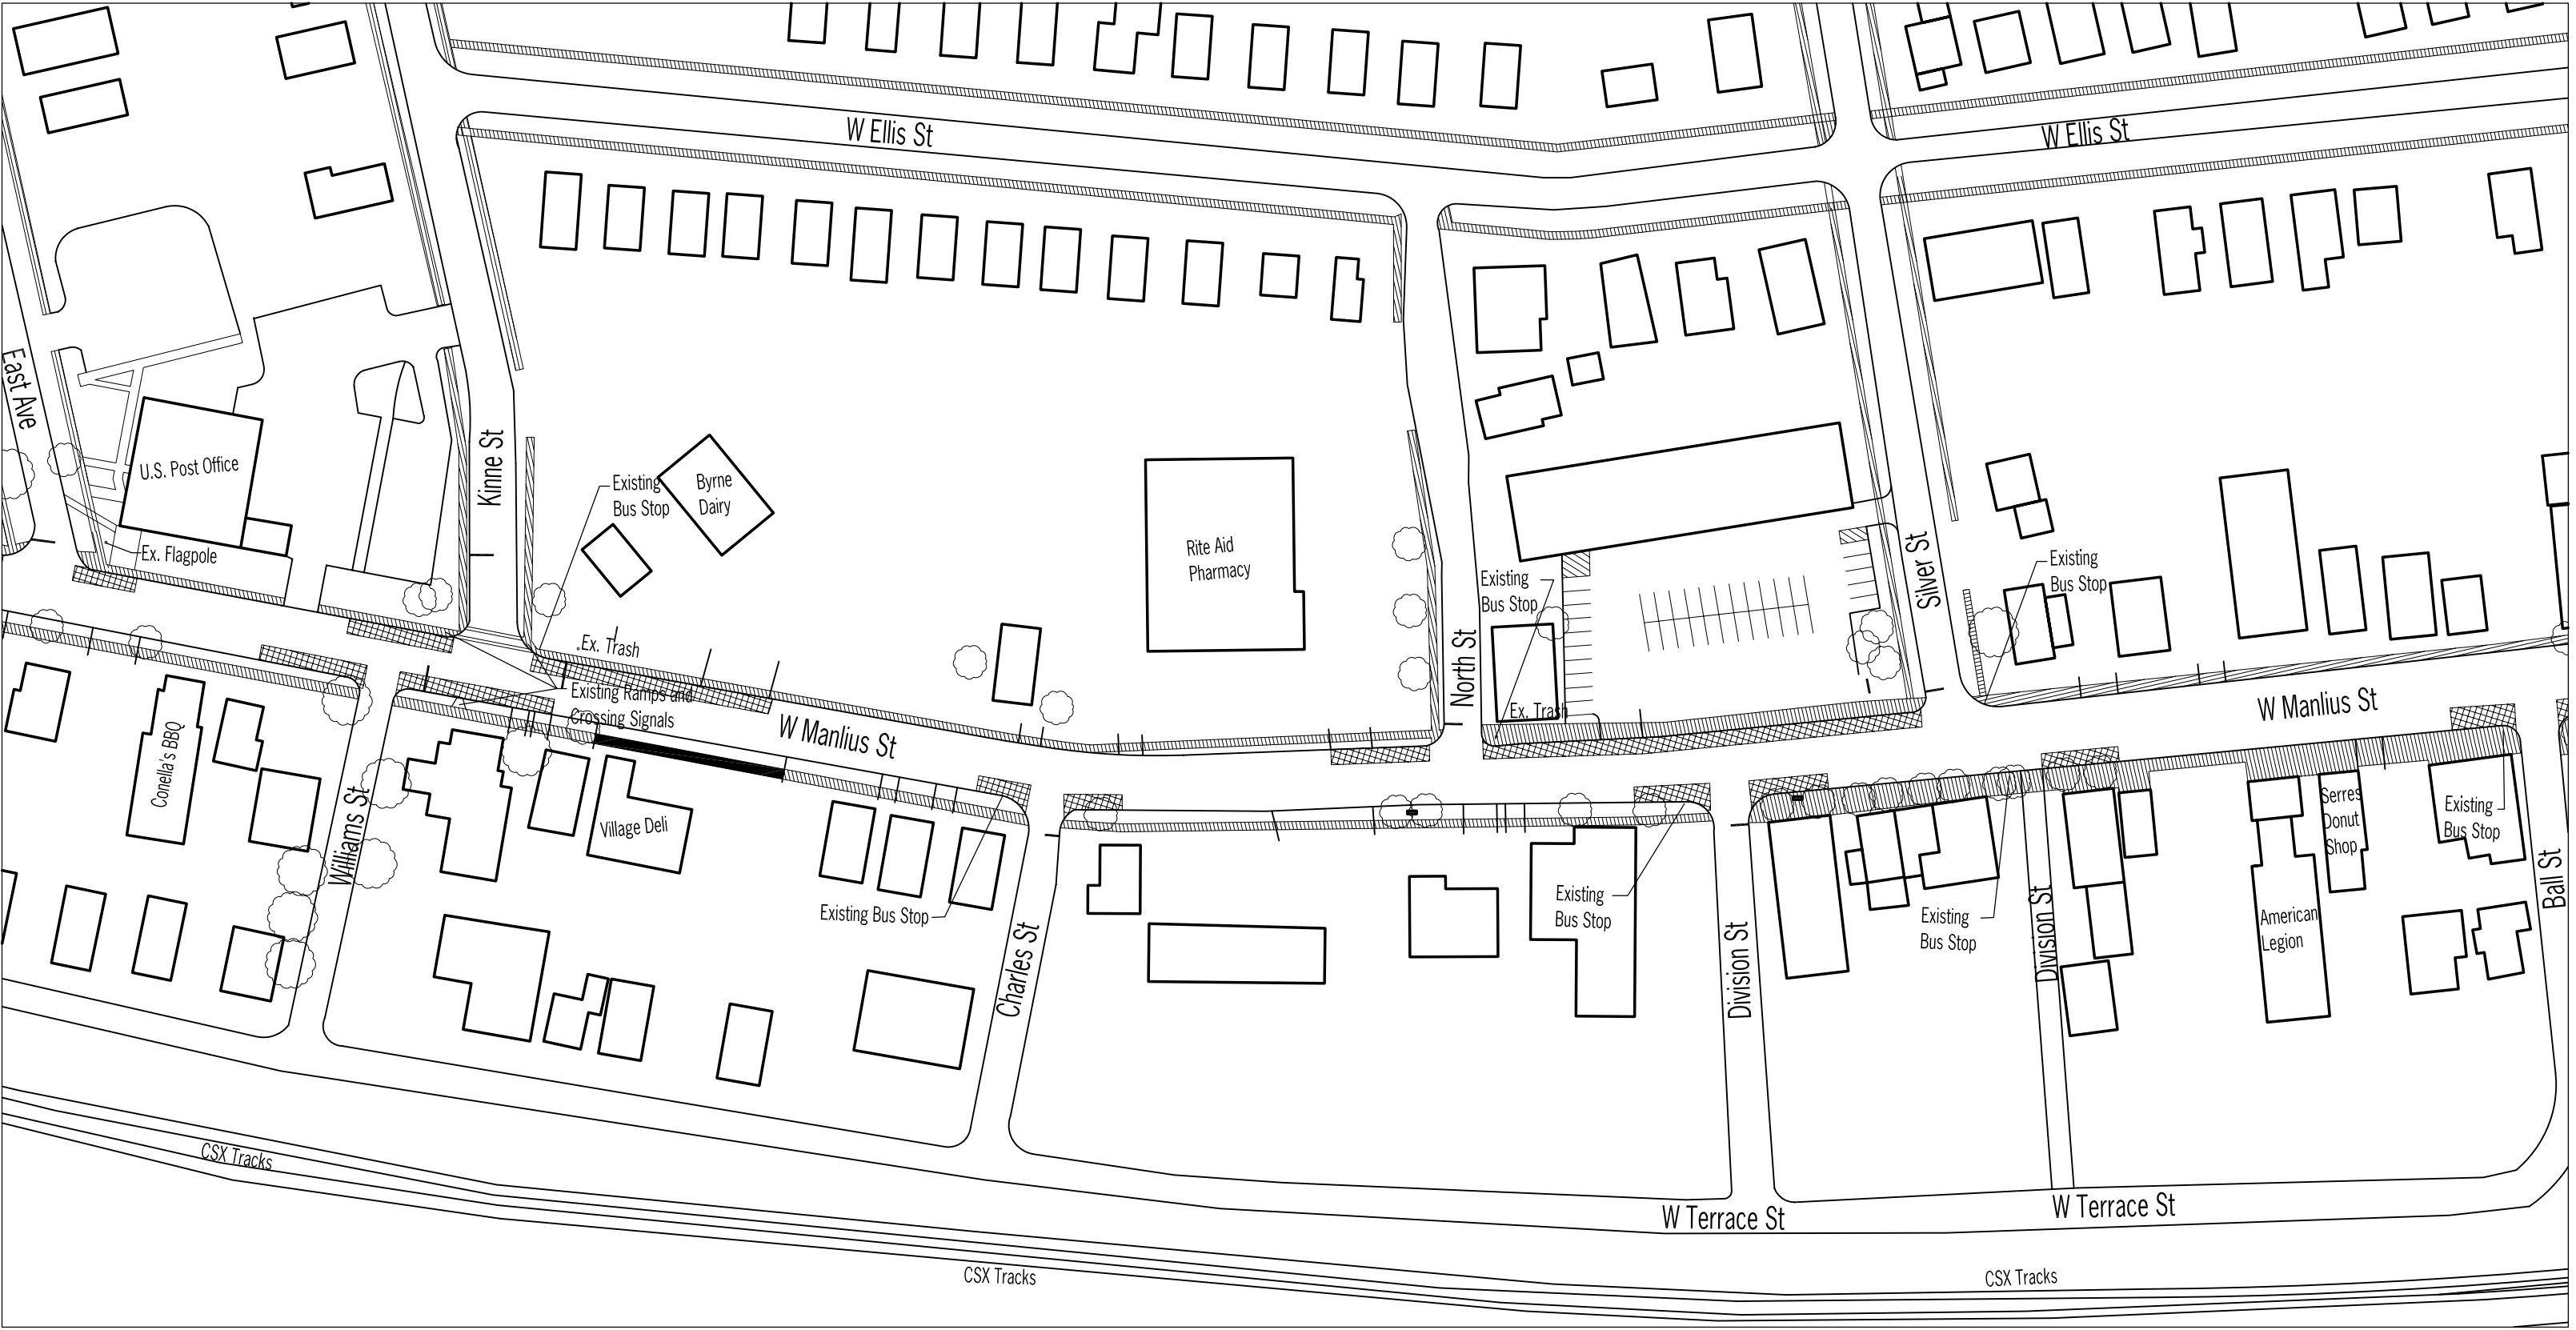 W Ellis St
W Ellis St
East Ave
U.S. Post Office
Ex. Flagpole
Kinne St
Existing
Bus Stop
Byrne
Dairy
Ex. Trash
Rite Aid
Pharmacy
Existing
Bus Stop
North St
Ex. Trash
Silver St
Existing
Bus Stop
Existing Ramps and
Crossing Signals
W Manlius St
W Manlius St
Conella's BBQ
Williams St
Village Deli
Existing Bus Stop
Charles St
Existing
Bus Stop
Division St
Existing
Bus Stop
Division St
American
Legion
Serres
Donut
Shop
Existing
Bus Stop
Ball St
W Terrace St
W Terrace St
CSX Tracks
CSX Tracks
CSX Tracks